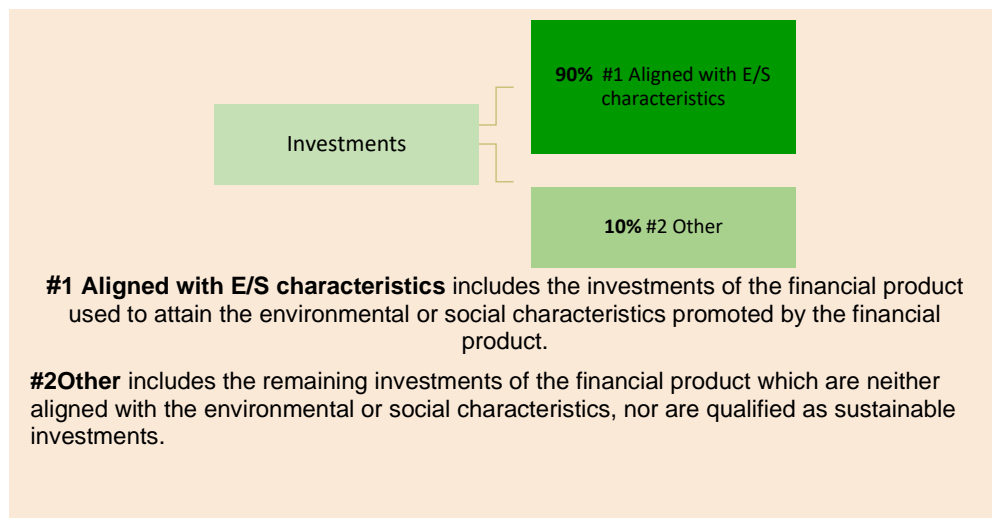 90% #1 Aligned with E/S
characteristics
Investments
10% #2 Other
#1 Aligned with E/S characteristics includes the investments of the financial product
used to attain the environmental or social characteristics promoted by the financial
product.
#2Other includes the remaining investments of the financial product which are neither
aligned with the environmental or social characteristics, nor are qualified as sustainable
investments.